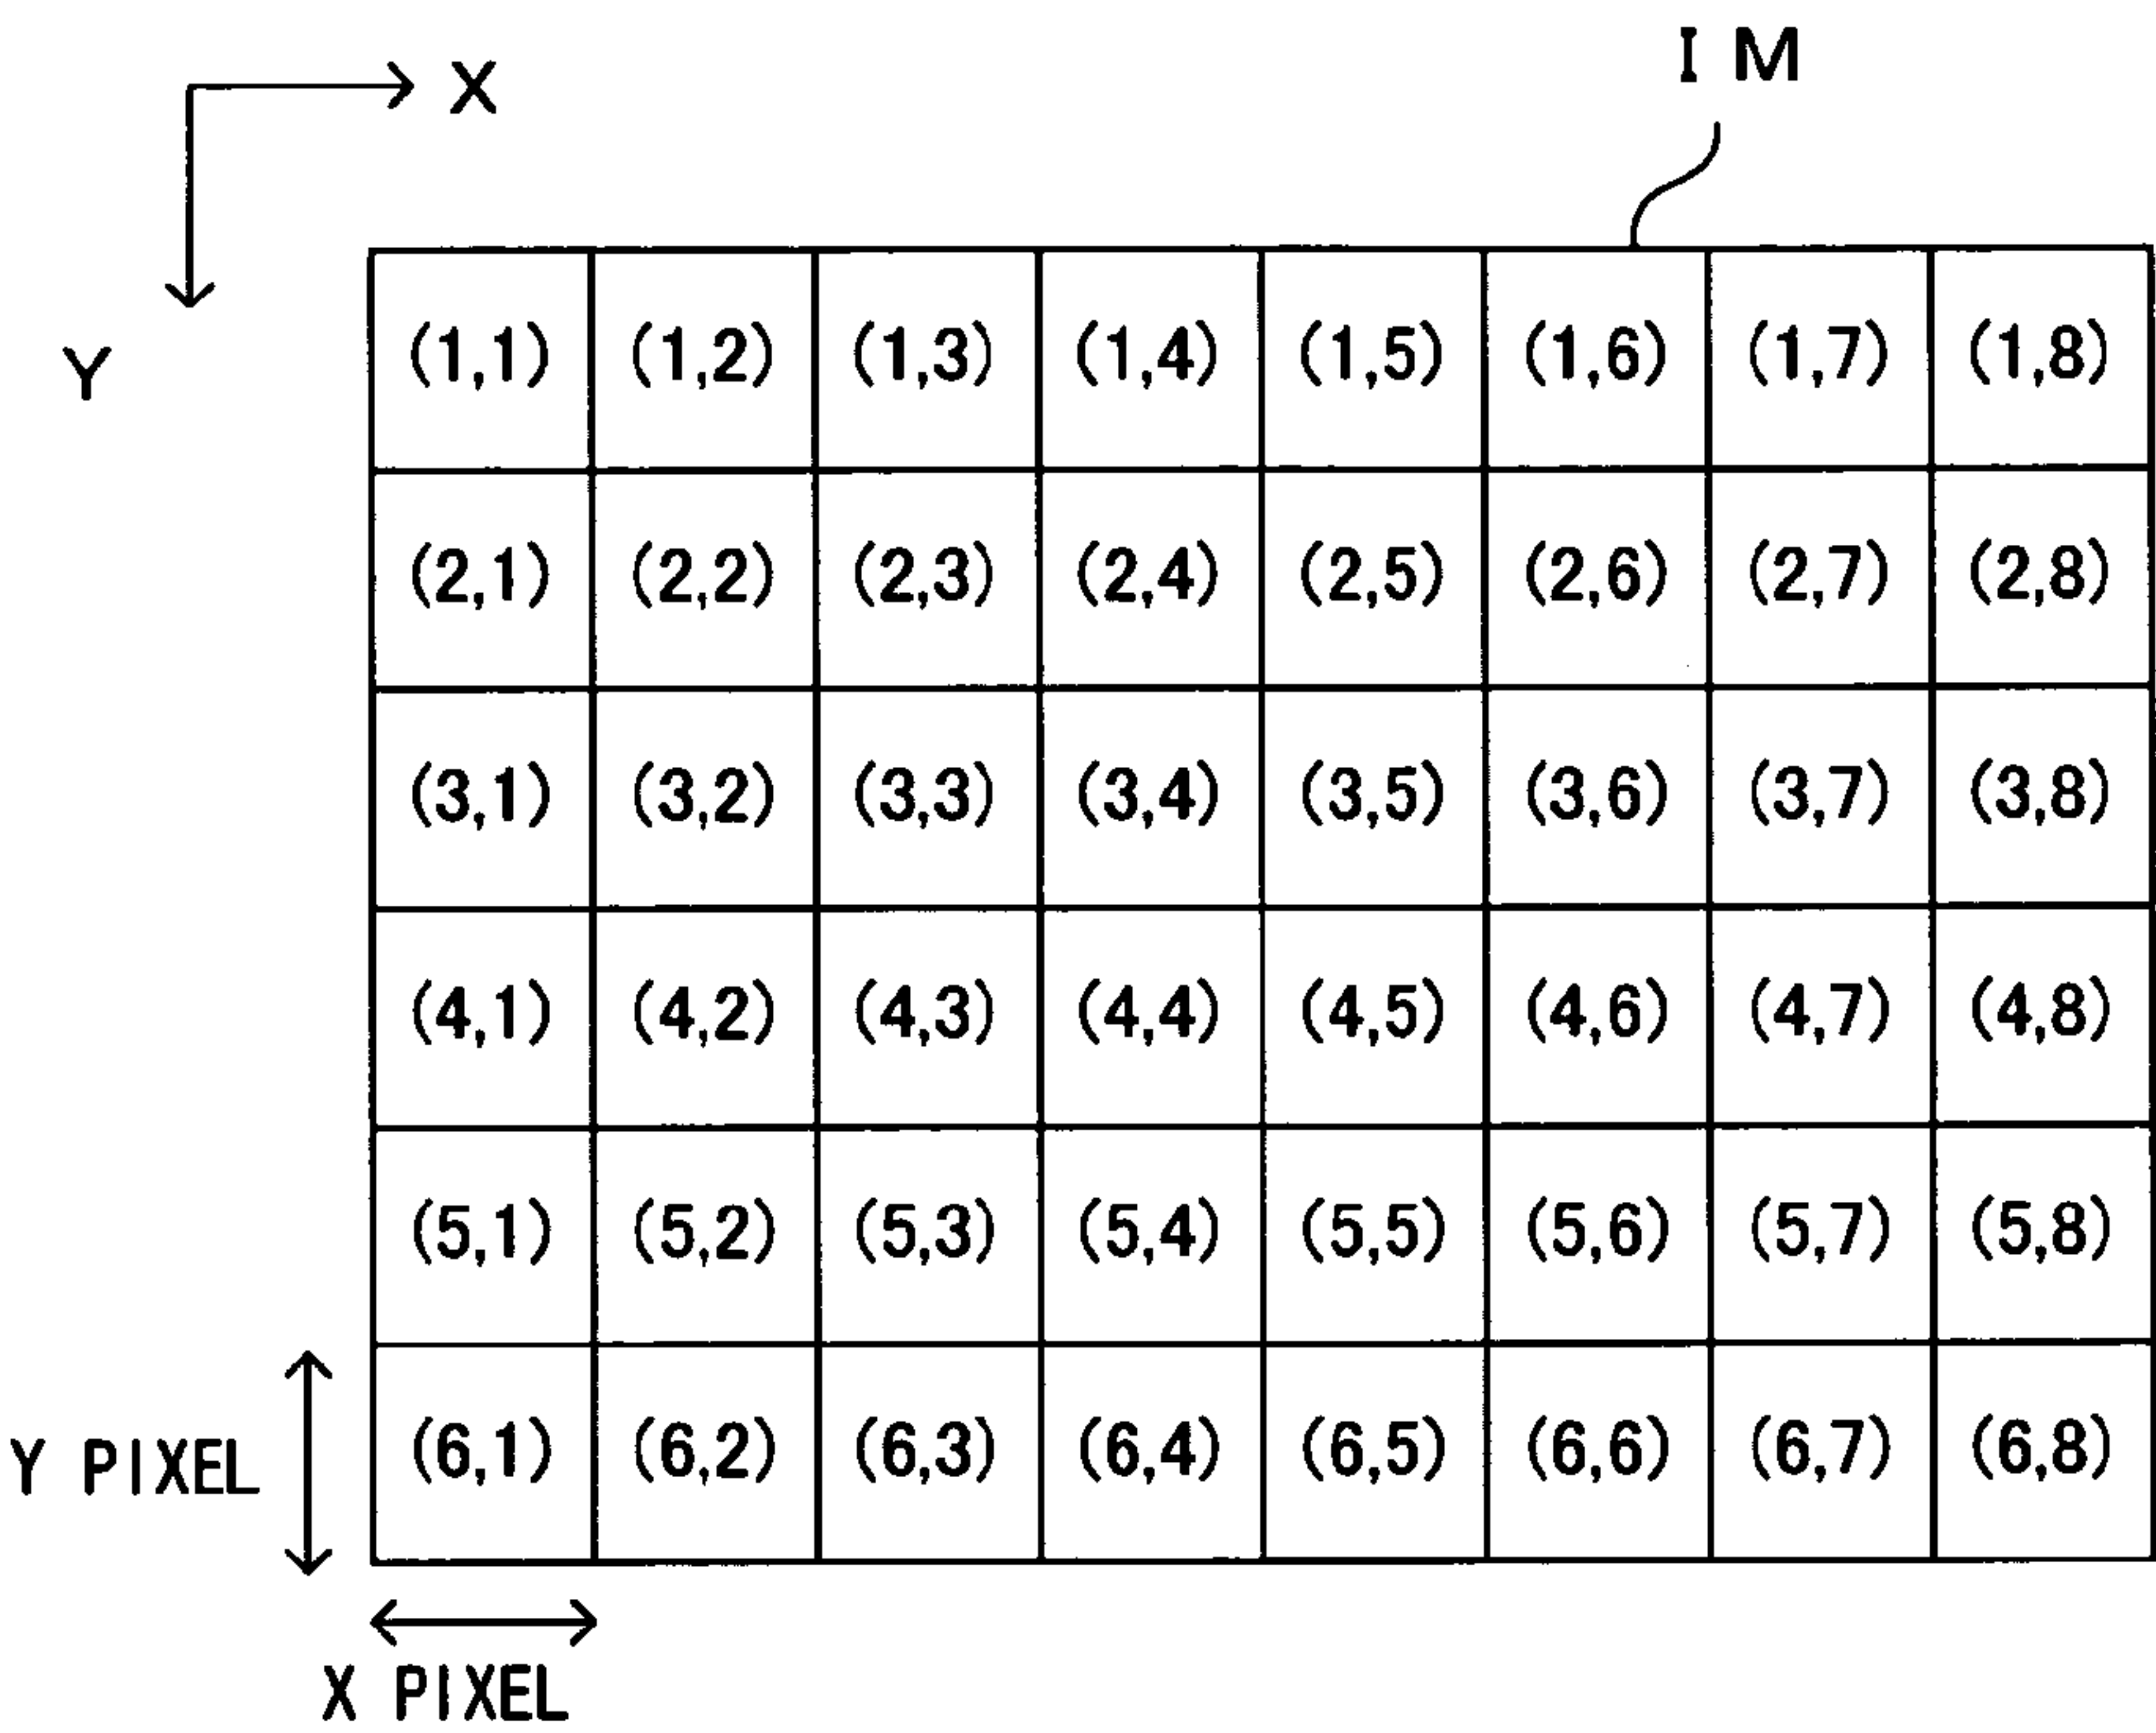 I M
X
Y
(1,1) (1,2) (1,3) (1,4) (1,5) (1,6) (1,7) (1,8)
(2,1) (2,2) (2,3) (2,4) (2,5) (2,6) (2,7) (2,8)
(3,1) (3,2) (3,3) (3,4) (3,5) (3,6) (3,7) (3,8)
(4,1) (4,2) (4,3) (4,4) (4,5) (4,6) (4,7) (4,8)
(5,1) (5,2) (5,3) (5,4) (5,5) (5,6) (5,7) (5,8)
(6,1) (6,2) (6,3) (6,4) (6,5) (6,6) (6,7) (6,8)
Y PIXEL
X PIXEL